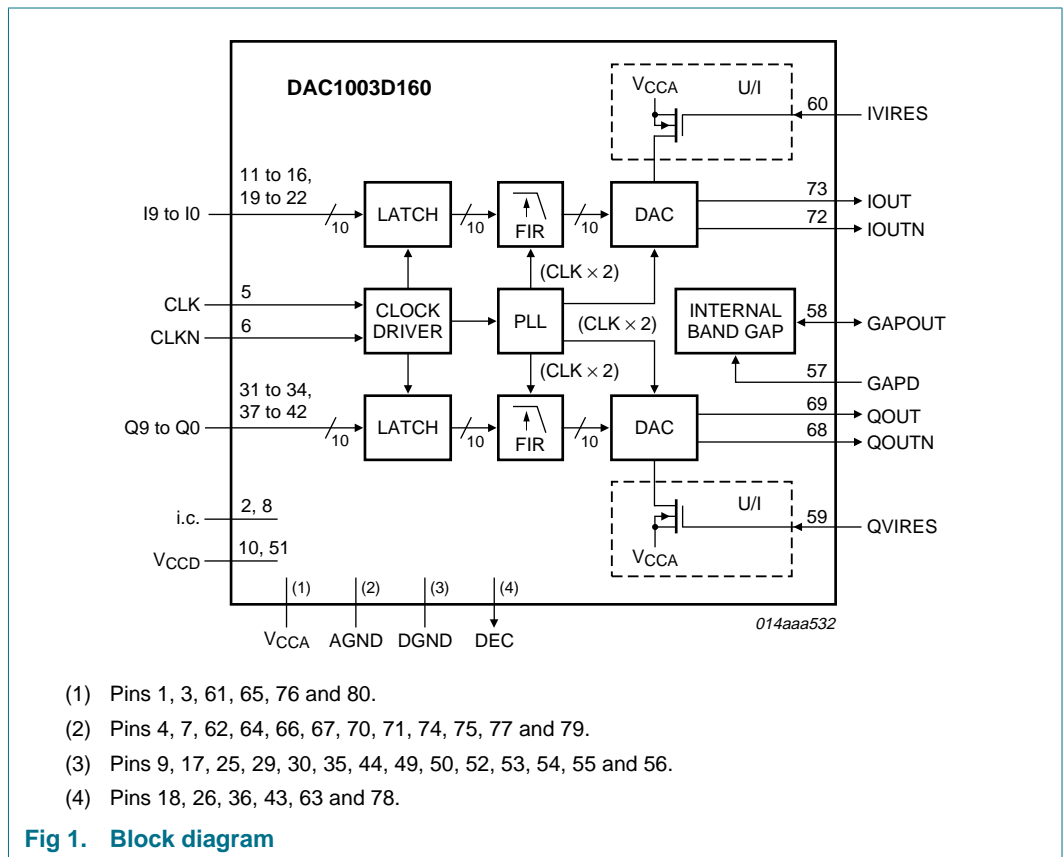 DAC1003D160
VCCA
U/I
60
IVIRES
11 to 16,
19 to 22
I9 to I0
10
LATCH
10
FIR
10
DAC
73
IOUT
72
IOUTN
(CLK × 2)
CLK
5
CLKN
6
CLOCK
DRIVER
PLL
(CLK × 2)
INTERNAL
BAND GAP
58
GAPOUT
57
GAPD
(CLK × 2)
31 to 34,
37 to 42
Q9 to Q0
10
LATCH
10
FIR
10
DAC
69
QOUT
68
QOUTN
U/I
59
QVIRES
VCCA
i.c.
2, 8
VCCD
10, 51
(1)
(2)
(3)
(4)
VCCA
AGND
DGND
DEC
014aaa532
(1) Pins 1, 3, 61, 65, 76 and 80.
(2) Pins 4, 7, 62, 64, 66, 67, 70, 71, 74, 75, 77 and 79.
(3) Pins 9, 17, 25, 29, 30, 35, 44, 49, 50, 52, 53, 54, 55 and 56.
(4) Pins 18, 26, 36, 43, 63 and 78.
Fig 1. Block diagram